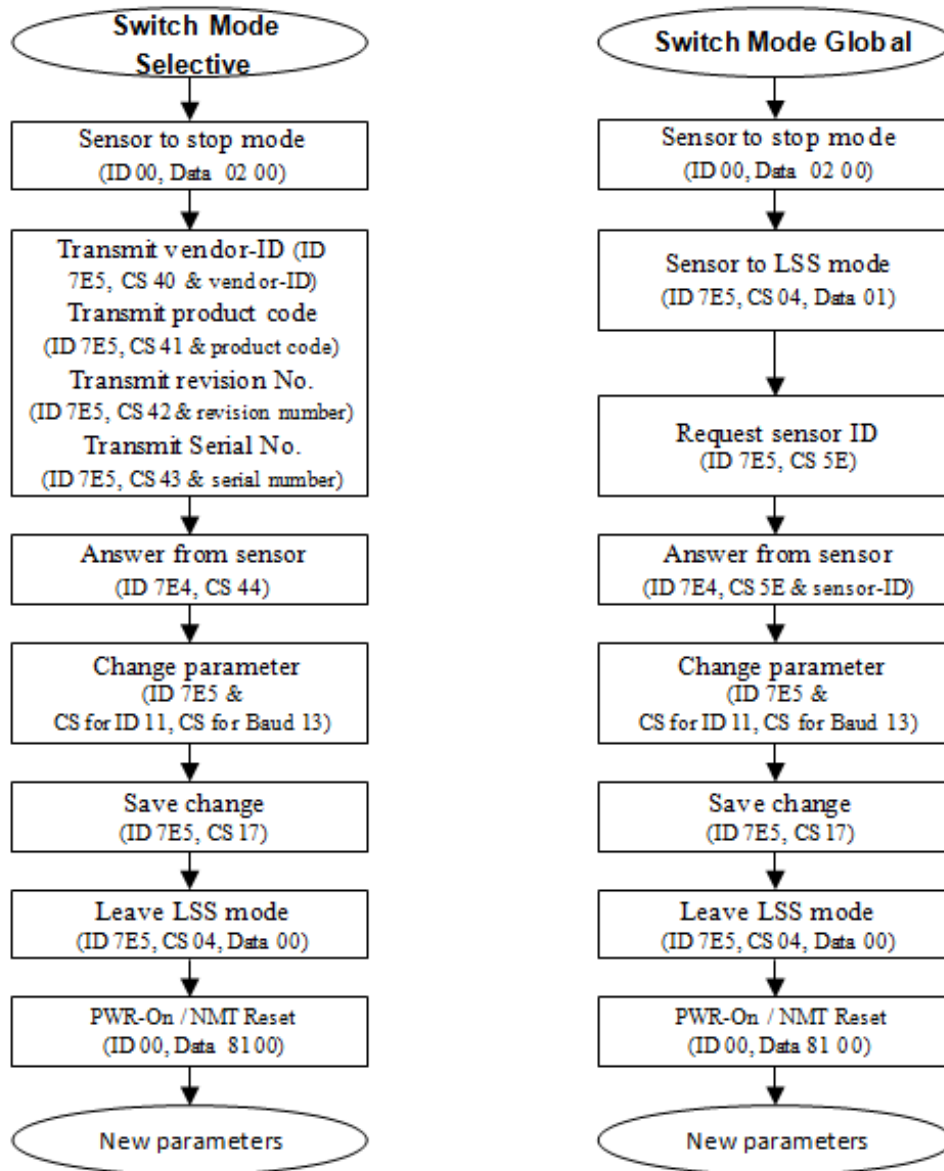 Switch Mode
Selective
Sensor to stop mode
(ID 00, Data 02 00)
Transmit vendor-ID (ID
7E5, CS 40 & vendor-ID)
Transmit product code
(ID 7E5, CS 41 & product code)
Transmit revision No.
(ID 7E5, CS 42 & revision number)
Transmit Serial No.
(ID 7E5, CS 43 & serial number)
Answer from sensor
(ID 7E4, CS 44)
Change parameter
(ID 7E5 &
CS for ID 11, CS for Baud 13)
Save change
(ID 7E5, CS 17)
Leave LSS mode
(ID 7E5, CS 04, Data 00)
PWR-On / NMT Reset
(ID 00, Data 81 00)
New parameters
Switch Mode Global
Sensor to stop mode
(ID 00, Data 02 00)
Sensor to LSS mode
(ID 7E5, CS 04, Data 01)
Request sensor ID
(ID 7E5, CS 5E)
Answer from sensor
(ID 7E4, CS 5E & sensor-ID)
Change parameter
(ID 7E5 &
CS for ID 11, CS for Baud 13)
Save change
(ID 7E5, CS 17)
Leave LSS mode
(ID 7E5, CS 04, Data 00)
PWR-On / NMT Reset
(ID 00, Data 81 00)
New parameters